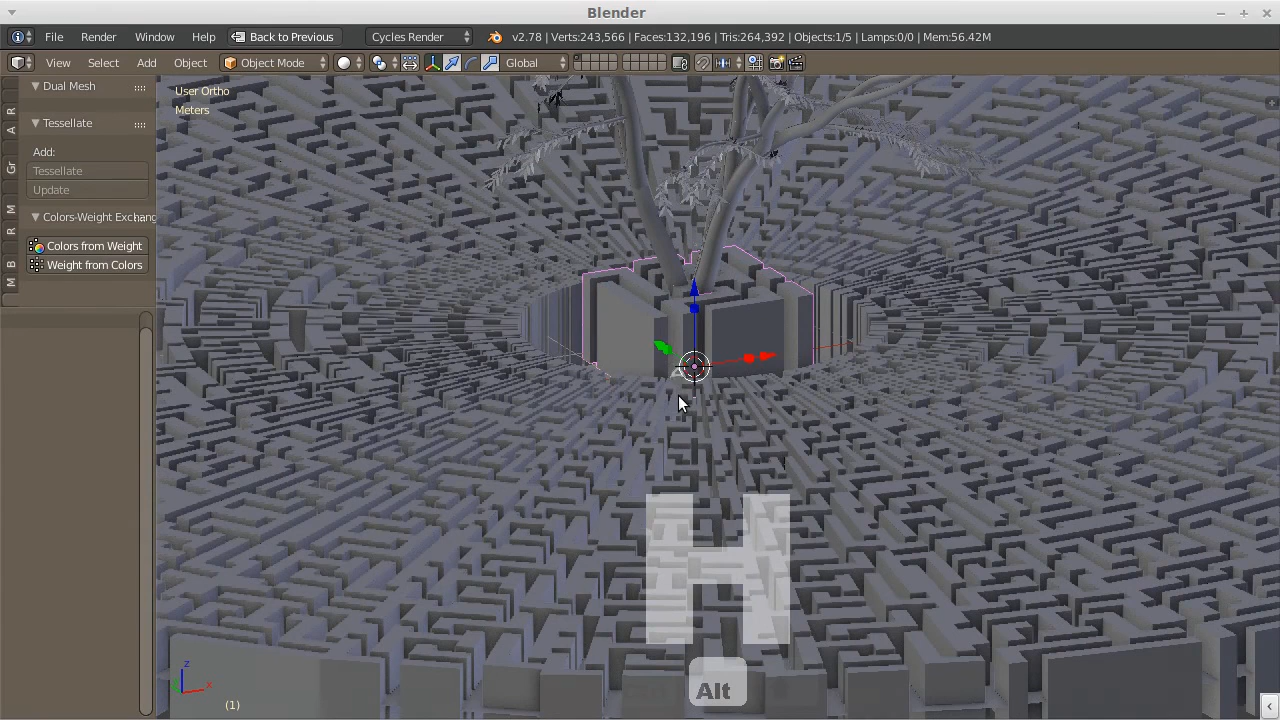 Blender
File Render Window Help Back to Previous Cycles Render v2.78 | Verts:243,566 | Faces:132,196 | Tris:264,392 | Objects:1/5 | Lamps:0/0 | Mem:56.42M
View Select Add Object Object Mode Global
Dual Mesh
User Ortho
Meters
R
Tessellate
A
Add:
Gr
Tessellate
Update
M
Colors-Weight Exchang
R
Colors from Weight
B
Weight from Colors
M
H
z
x
Alt
(1)